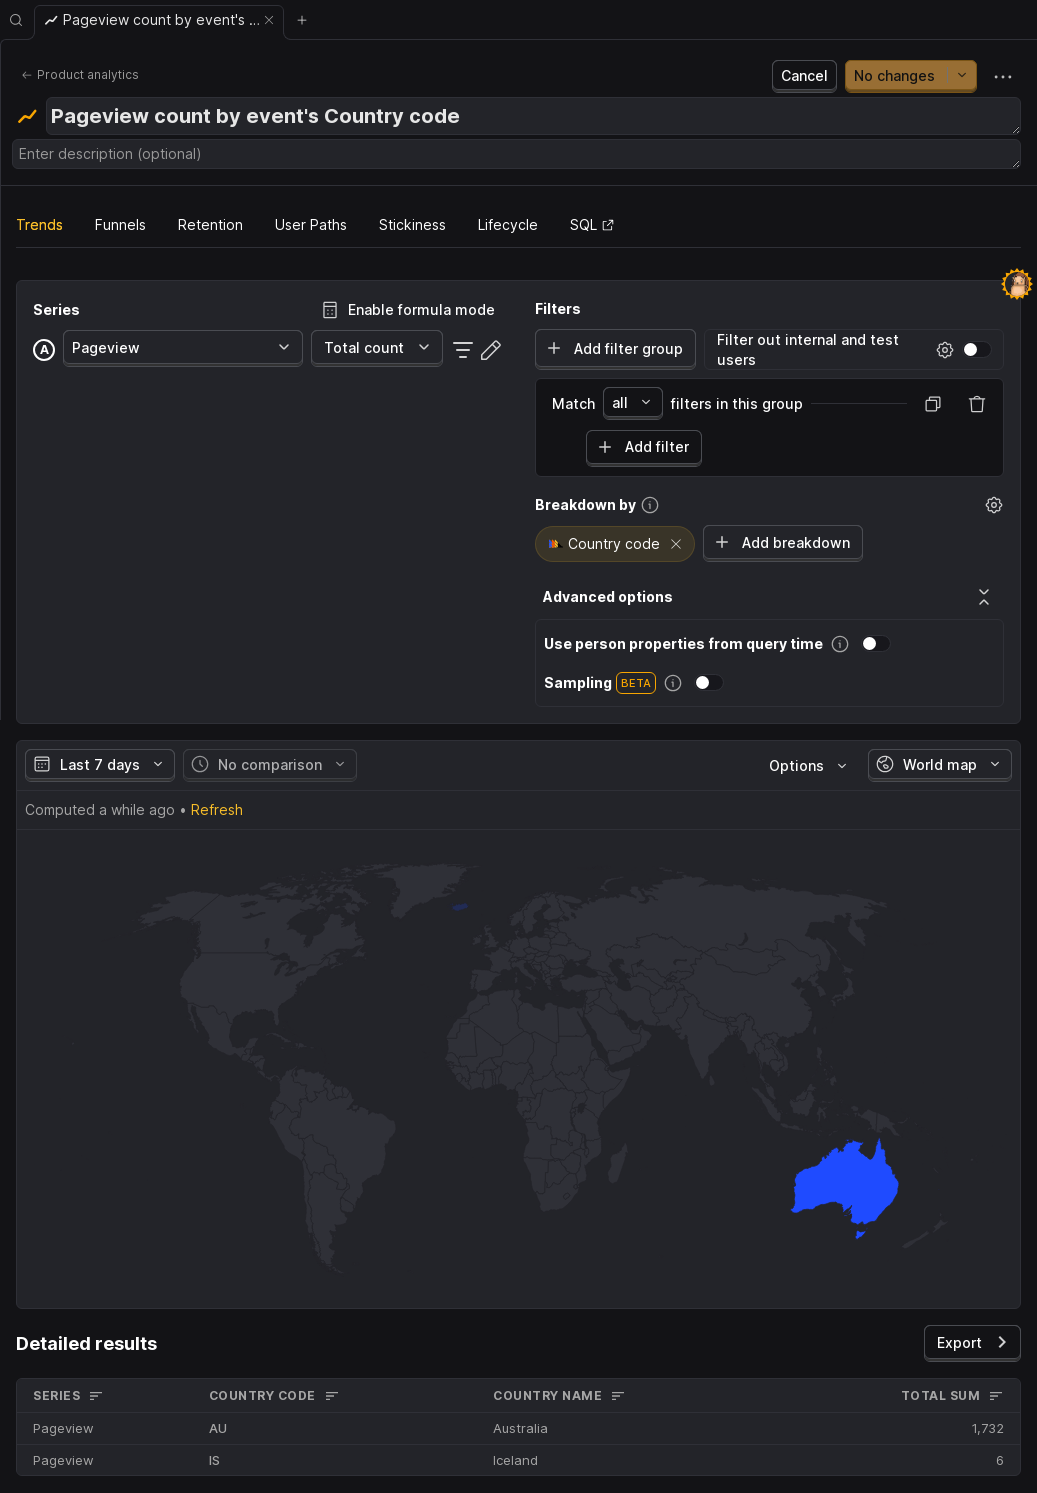 Pageview count by event's ...
Product analytics
Cancel
No changes
Pageview count by event's Country code
Enter description (optional)
Trends
Funnels
Retention
User Paths
Stickiness
Lifecycle
SQL
Series
Enable formula mode
A
Pageview
Total count
Filters
Add filter group
Filter out internal and test
users
Match all filters in this group
Add filter
Breakdown by
Country code
Add breakdown
Advanced options
Use person properties from query time
Sampling BETA
Last 7 days
No comparison
Options
World map
Computed a while ago • Refresh
Detailed results
Export
SERIES COUNTRY CODE COUNTRY NAME TOTAL SUM
Pageview AU Australia 1,732
Pageview IS Iceland 6